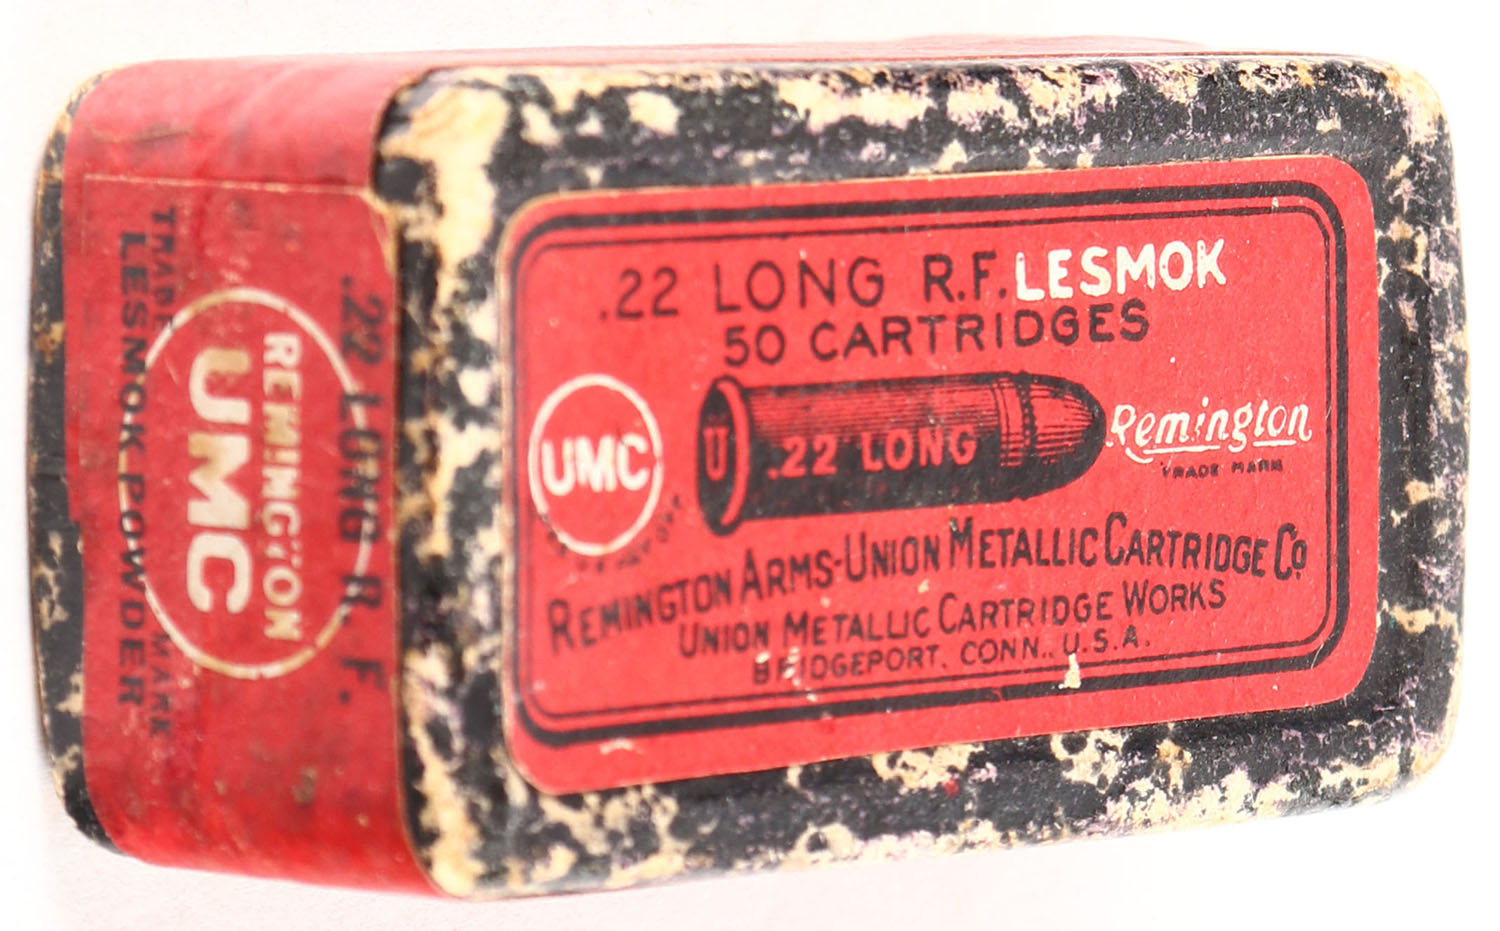 .22 LONG R.F. LESMOK
50 CARTRIDGES
UMC
U
.22 LONG
Remington
TRADE MARK
REMINGTON ARMS-UNION METALLIC CARTRIDGE Co.
UNION METALLIC CARTRIDGE WORKS
BRIDGEPORT, CONN., U.S.A.
.22 LONG R. F.
REMINGTON
UMC
TRADE MARK
LESMOK POWDER